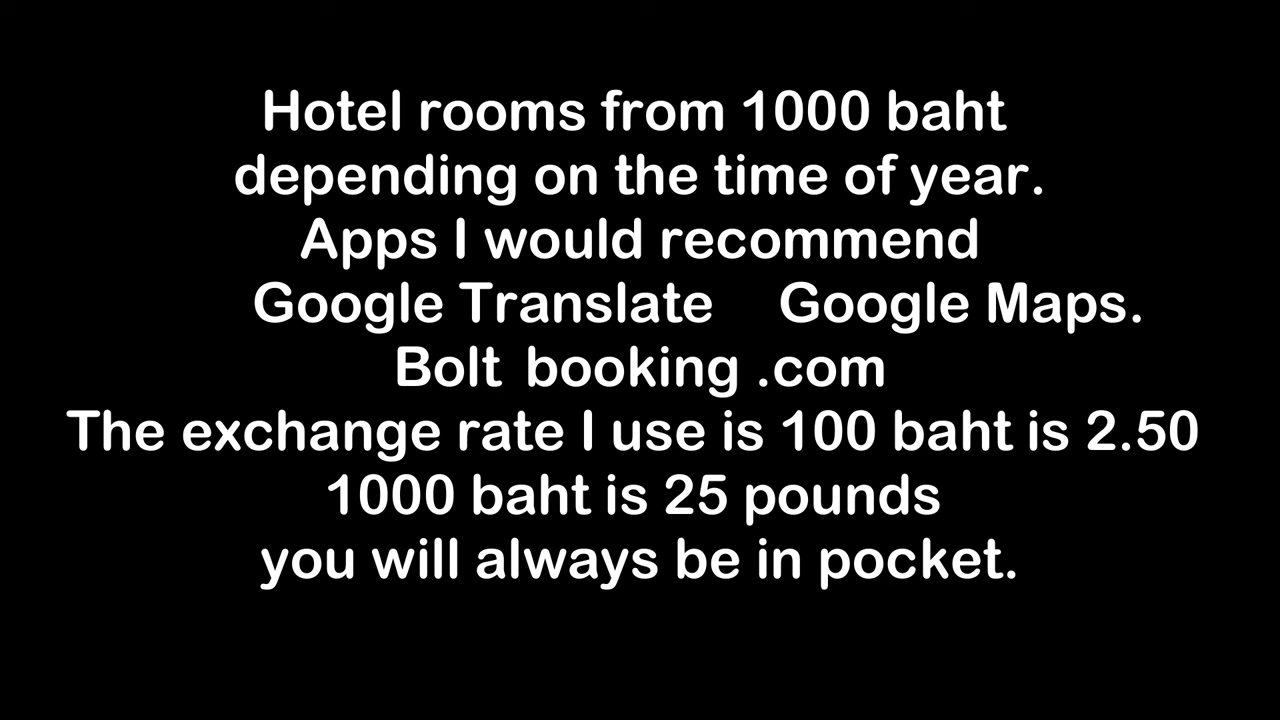 Hotel rooms from 1000 baht
depending on the time of year.
Apps I would recommend
Google Translate Google Maps.
Bolt booking .com
The exchange rate I use is 100 baht is 2.50
1000 baht is 25 pounds
you will always be in pocket.